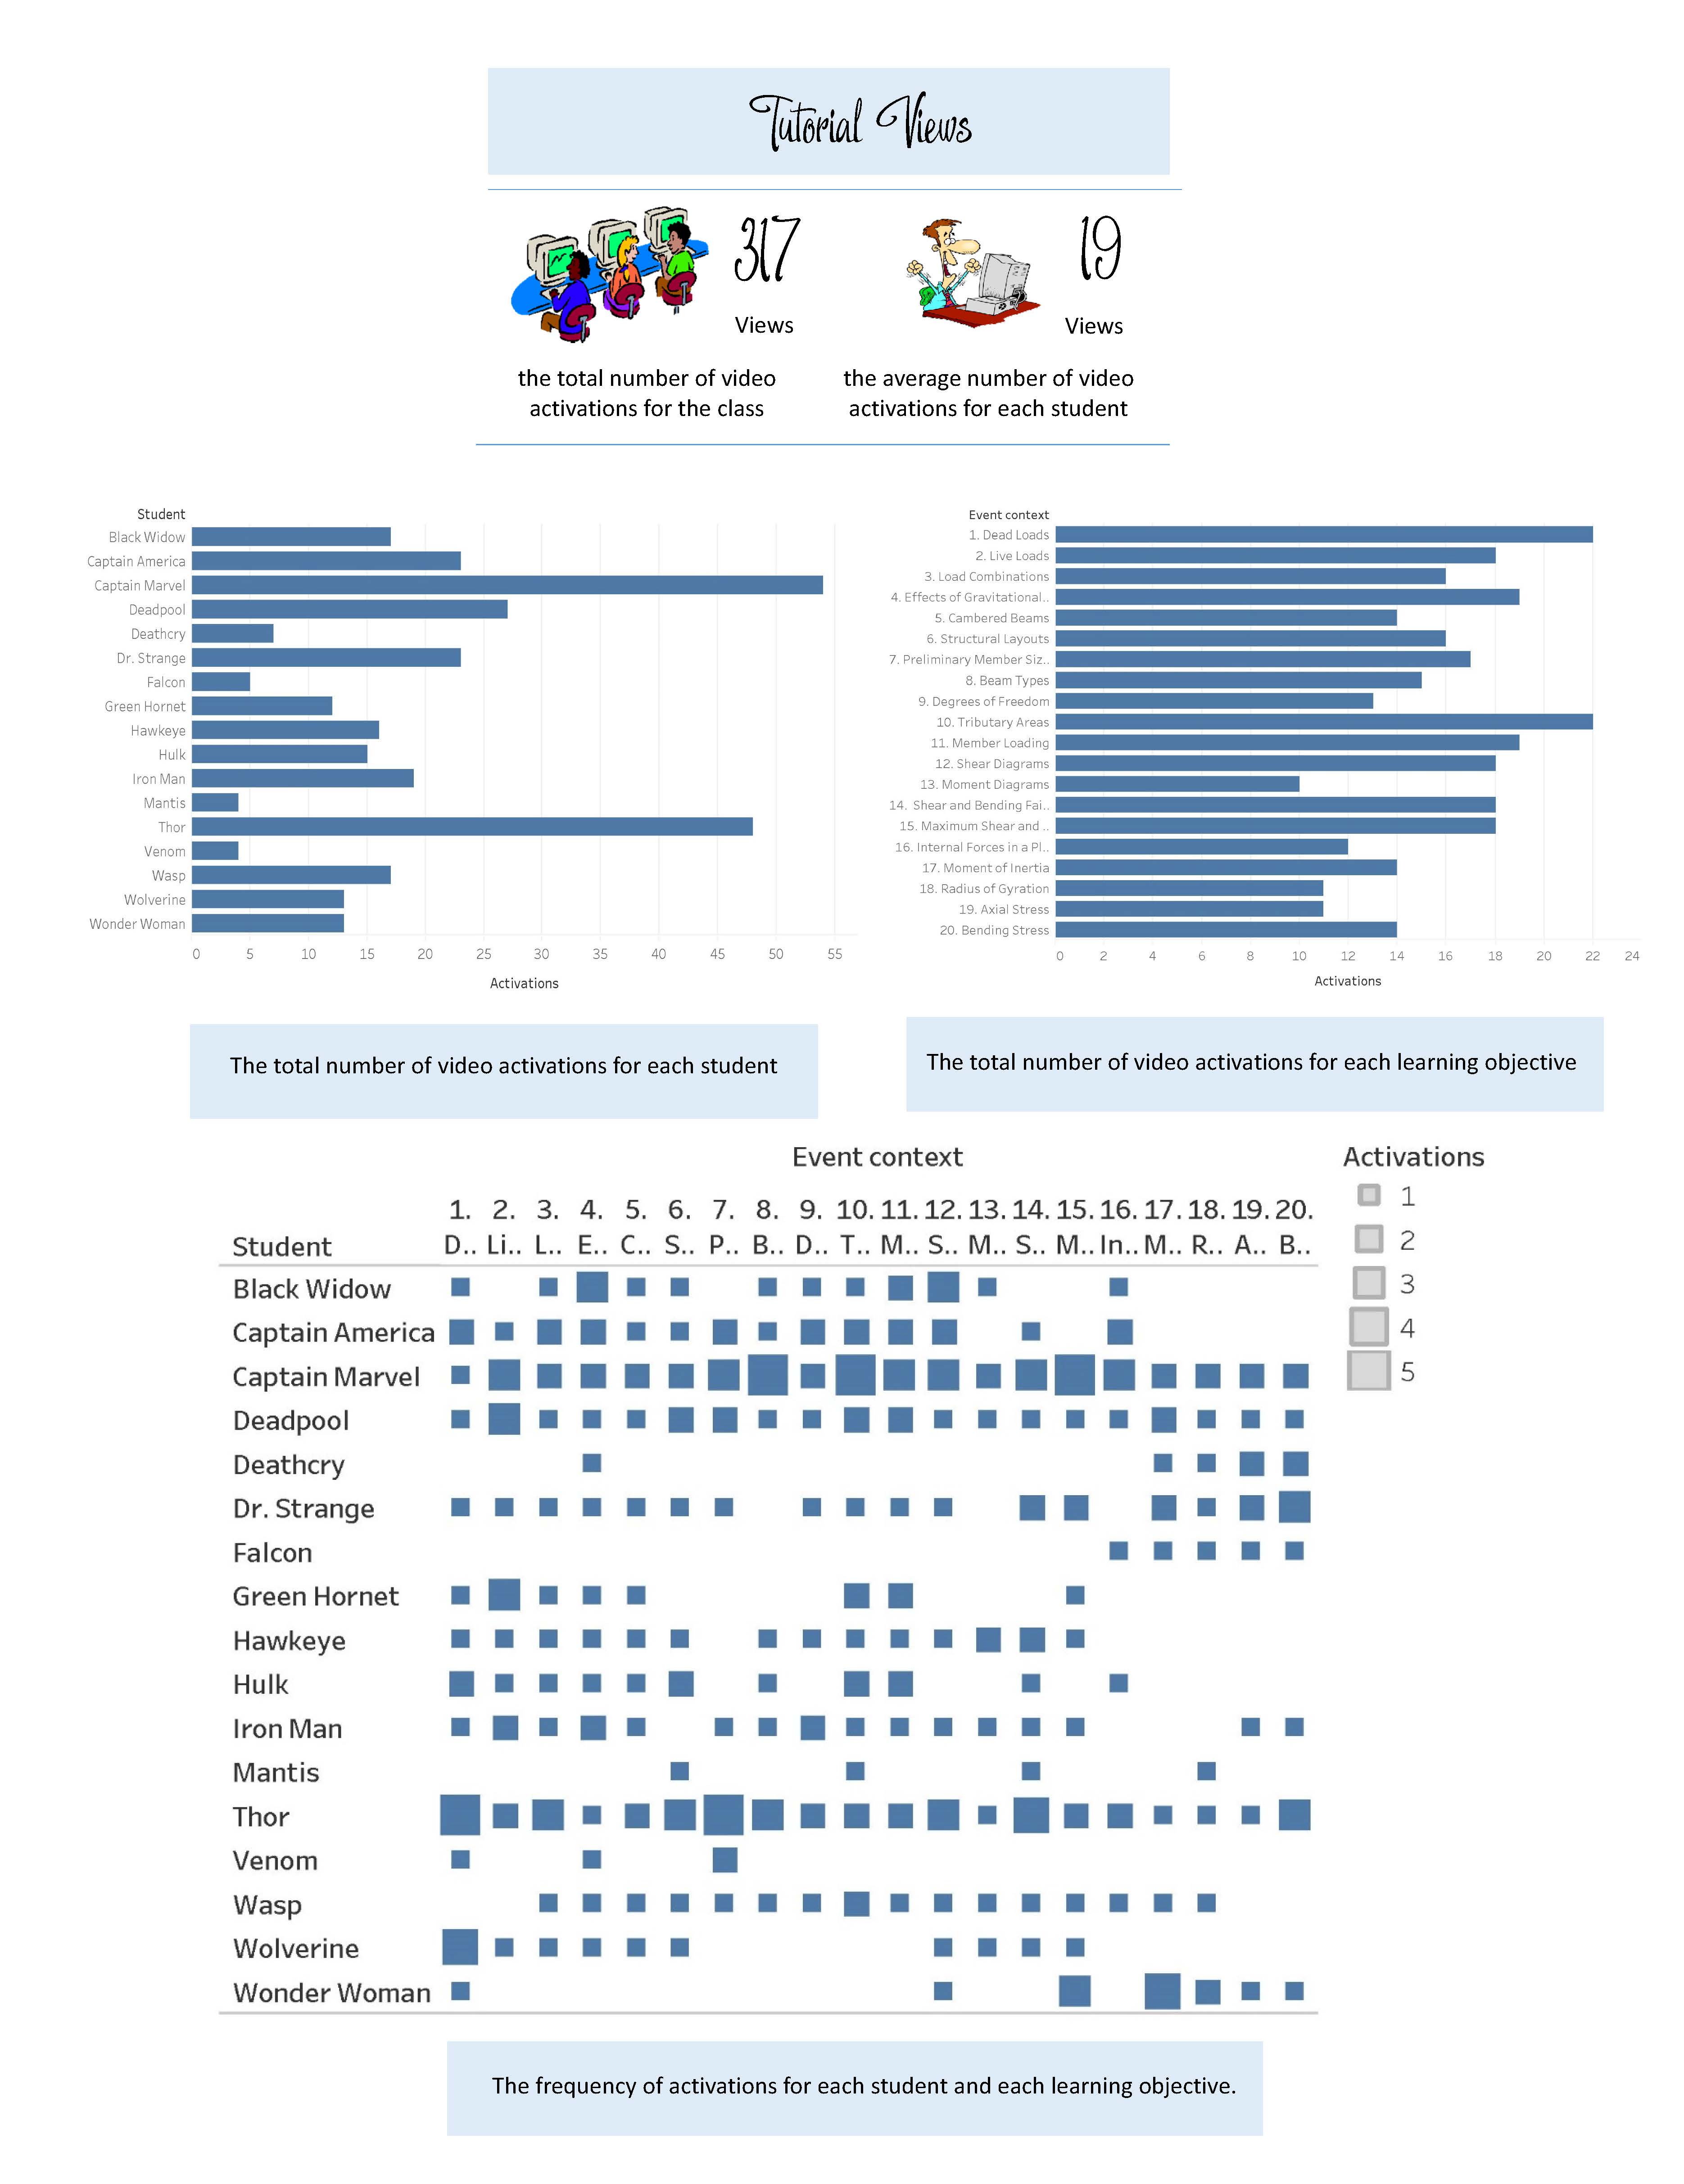 Tutorial Views
317
Views
the total number of video
activations for the class
19
Views
the average number of video
activations for each student
Student
Black Widow
Captain America
Captain Marvel
Deadpool
Deathcry
Dr. Strange
Falcon
Green Hornet
Hawkeye
Hulk
Iron Man
Mantis
Thor
Venom
Wasp
Wolverine
Wonder Woman
0 5 10 15 20 25 30 35 40 45 50 55
Activations
The total number of video activations for each student
Event context
1. Dead Loads
2. Live Loads
3. Load Combinations
4. Effects of Gravitational..
5. Cambered Beams
6. Structural Layouts
7. Preliminary Member Siz..
8. Beam Types
9. Degrees of Freedom
10. Tributary Areas
11. Member Loading
12. Shear Diagrams
13. Moment Diagrams
14. Shear and Bending Fai..
15. Maximum Shear and ..
16. Internal Forces in a Pl..
17. Moment of Inertia
18. Radius of Gyration
19. Axial Stress
20. Bending Stress
0 2 4 6 8 10 12 14 16 18 20 22 24
Activations
The total number of video activations for each learning objective
Event context
1. 2. 3. 4. 5. 6. 7. 8. 9. 10. 11. 12. 13. 14. 15. 16. 17. 18. 19. 20.
Student D.. Li.. L.. E.. C.. S.. P.. B.. D.. T.. M.. S.. M.. S.. M.. In.. M.. R.. A.. B..
Black Widow
Captain America
Captain Marvel
Deadpool
Deathcry
Dr. Strange
Falcon
Green Hornet
Hawkeye
Hulk
Iron Man
Mantis
Thor
Venom
Wasp
Wolverine
Wonder Woman
Activations
1
2
3
4
5
The frequency of activations for each student and each learning objective.